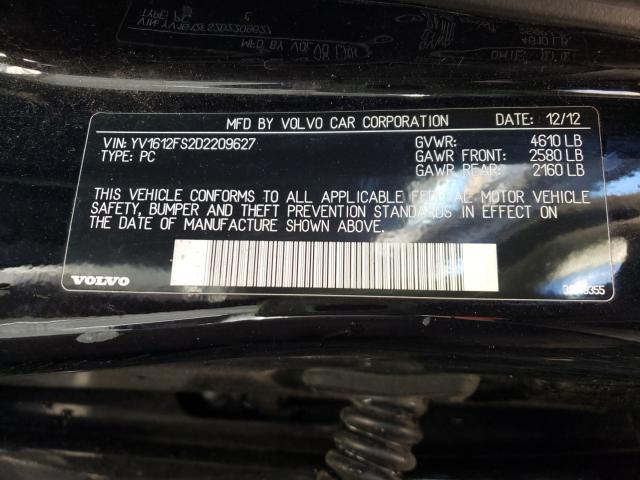 MFD BY VOLVO CAR CORPORATION DATE: 12/12
VIN: YV1612FS2D2209627 GVWR: 4610 LB
TYPE: PC GAWR FRONT: 2580 LB
GAWR REAR: 2160 LB
THIS VEHICLE CONFORMS TO ALL APPLICABLE FEDERAL MOTOR VEHICLE
SAFETY, BUMPER AND THEFT PREVENTION STANDARDS IN EFFECT ON
THE DATE OF MANUFACTURE SHOWN ABOVE.
VOLVO